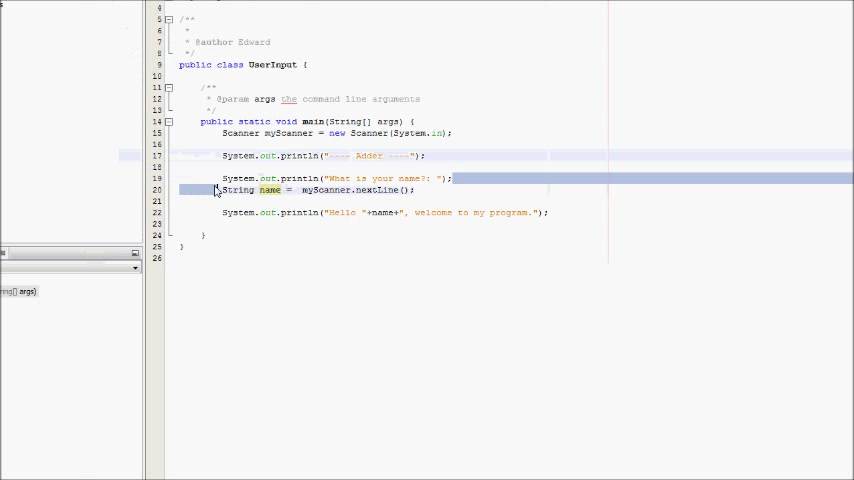 4
5 /**
6 *
7 * @author Edward
8 */
9 public class UserInput {
10
11 /**
12 * @param args the command line arguments
13 */
14 public static void main(String[] args) {
15 Scanner myScanner = new Scanner(System.in);
16
17 System.out.println("---- Adder ----");
18
19 System.out.println("What is your name?: ");
20 String name = myScanner.nextLine();
21
22 System.out.println("Hello "+name+", welcome to my program.");
23
24 }
25 }
26
ring[] args)